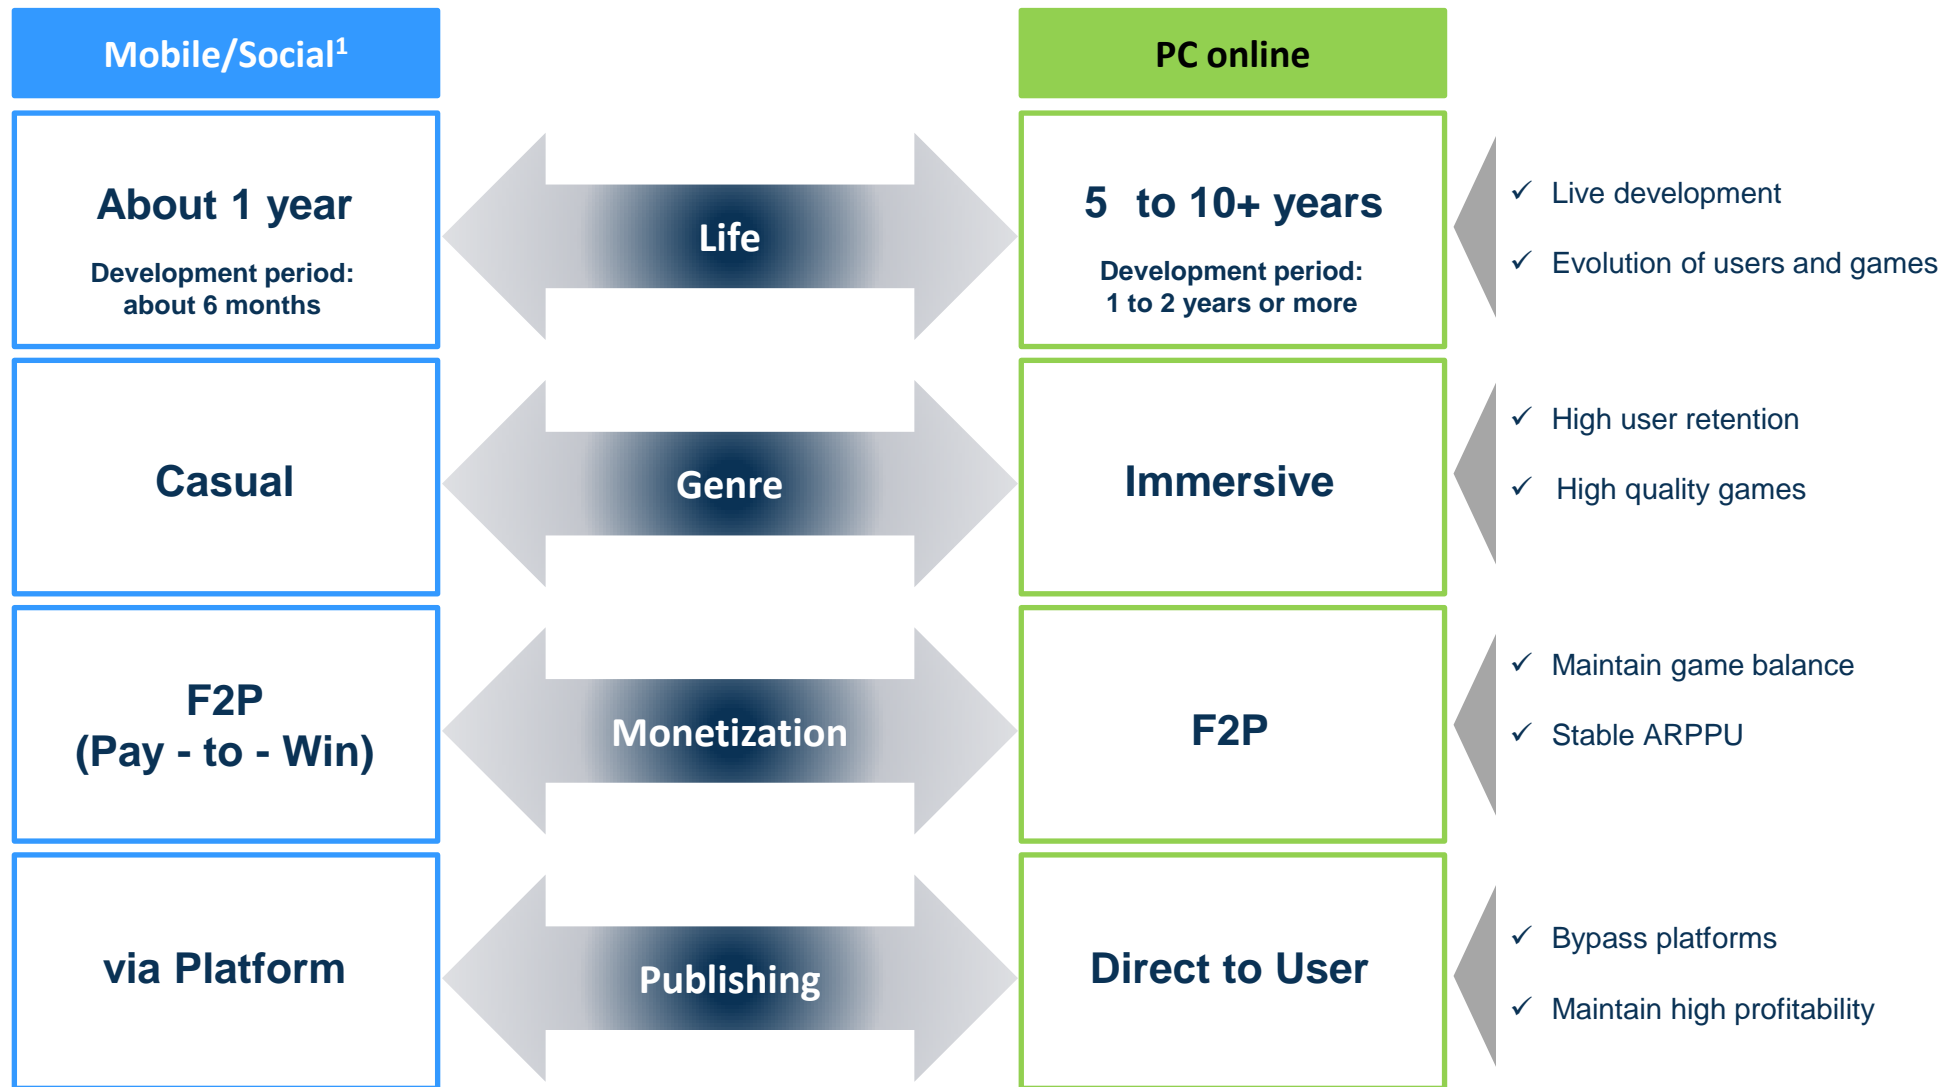 Mobile/Social¹
PC online
About 1 year
Development period:
about 6 months
Life
5 to 10+ years
Development period:
1 to 2 years or more
✓ Live development
✓ Evolution of users and games
Casual
Genre
Immersive
✓ High user retention
✓ High quality games
F2P
(Pay - to - Win)
Monetization
F2P
✓ Maintain game balance
✓ Stable ARPPU
via Platform
Publishing
Direct to User
✓ Bypass platforms
✓ Maintain high profitability